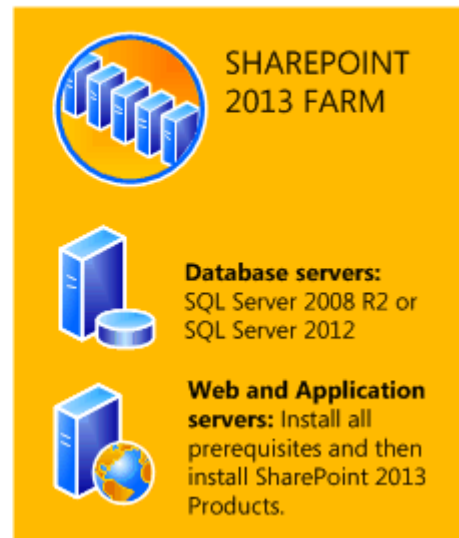 SHAREPOINT
2013 FARM
Database servers:
SQL Server 2008 R2 or
SQL Server 2012
Web and Application
servers: Install all
prerequisites and then
install SharePoint 2013
Products.